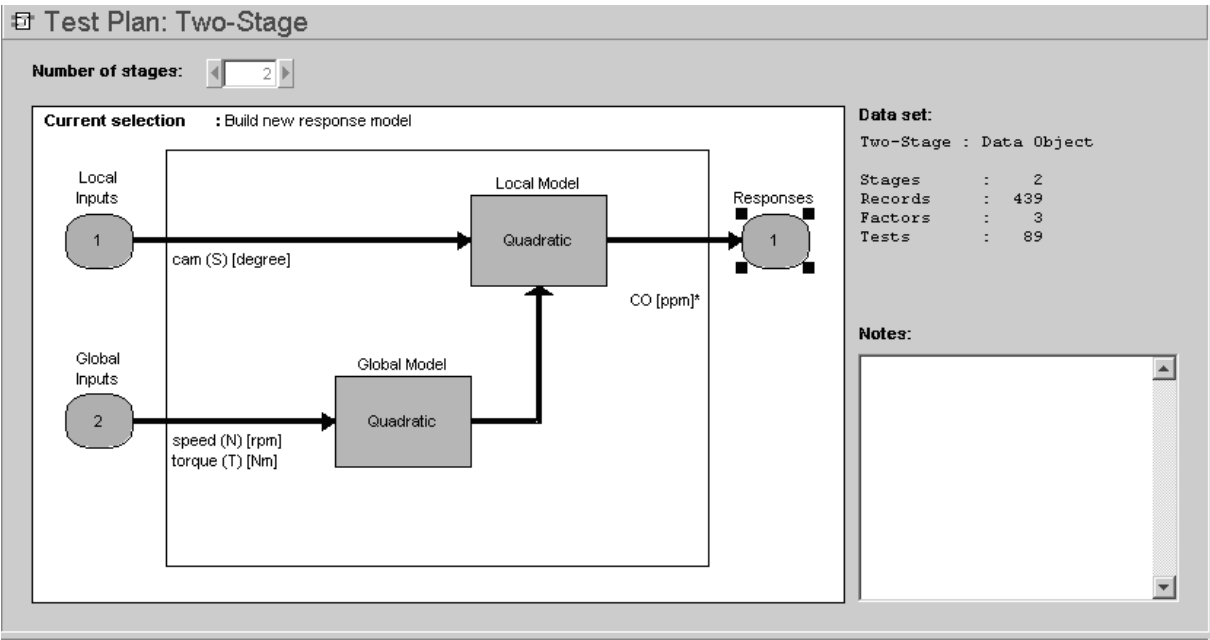 Test Plan: Two-Stage
Number of stages: 2
Current selection : Build new response model
Local
Inputs
1
cam (S) [degree]
Local Model
Quadratic
Responses
1
CO [ppm]*
Global
Inputs
2
speed (N) [rpm]
torque (T) [Nm]
Global Model
Quadratic
Data set:
Two-Stage : Data Object
Stages : 2
Records : 439
Factors : 3
Tests : 89
Notes: